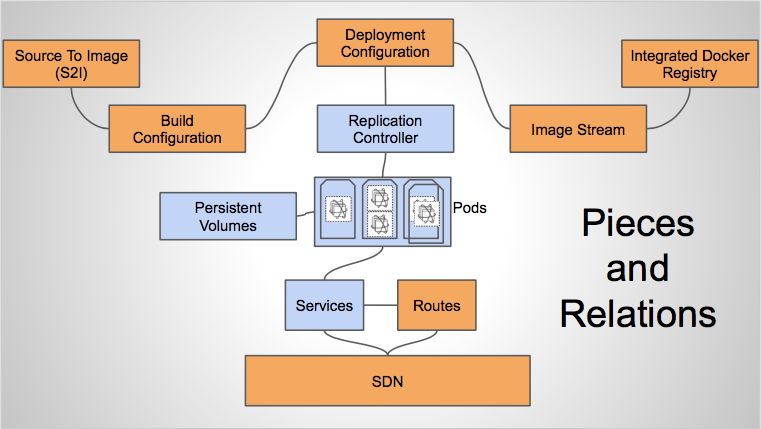 Deployment
Configuration
Source To Image
(S2I)
Integrated Docker
Registry
Build
Configuration
Replication
Controller
Image Stream
Persistent
Volumes
Pods
Pieces
and
Relations
Services
Routes
SDN